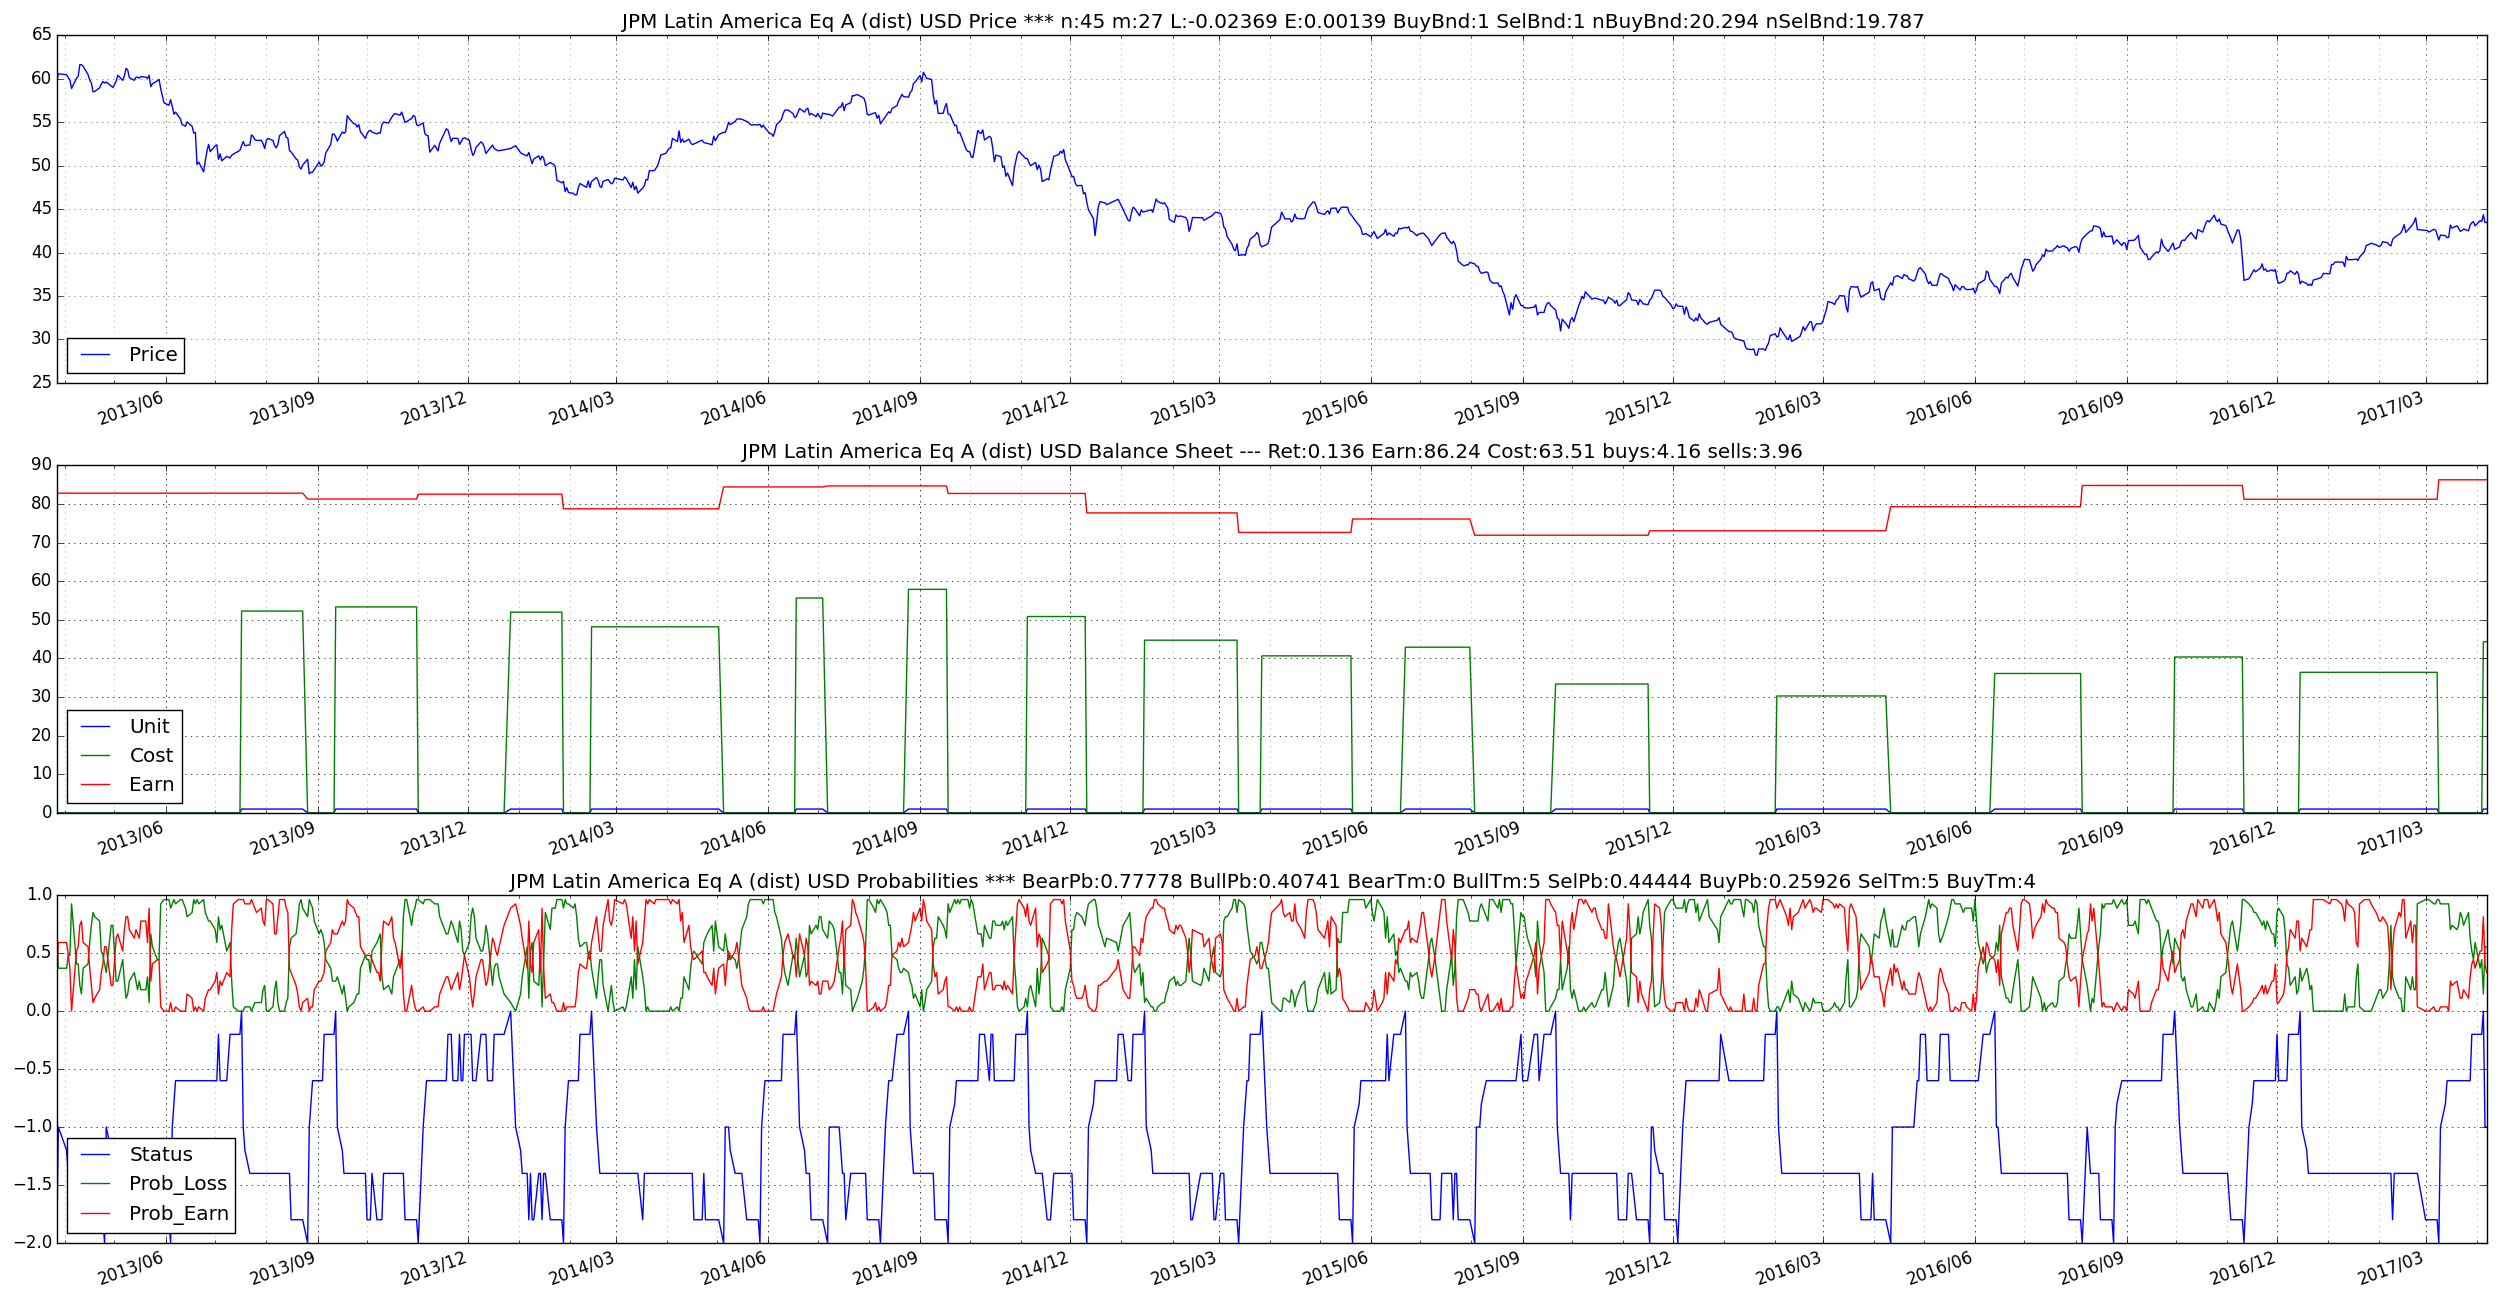 JPM Latin America Eq A (dist) USD Price *** n:45 m:27 L:-0.02369 E:0.00139 BuyBnd:1 SelBnd:1 nBuyBnd:20.294 nSelBnd:19.787
65
60
55
50
45
40
35
30
25
Price
2013/06 2013/09 2013/12 2014/03 2014/06 2014/09 2014/12 2015/03 2015/06 2015/09 2015/12 2016/03 2016/06 2016/09 2016/12 2017/03
JPM Latin America Eq A (dist) USD Balance Sheet --- Ret:0.136 Earn:86.24 Cost:63.51 buys:4.16 sells:3.96
90
80
70
60
50
40
30
20
10
0
Unit
Cost
Earn
2013/06 2013/09 2013/12 2014/03 2014/06 2014/09 2014/12 2015/03 2015/06 2015/09 2015/12 2016/03 2016/06 2016/09 2016/12 2017/03
JPM Latin America Eq A (dist) USD Probabilities *** BearPb:0.77778 BullPb:0.40741 BearTm:0 BullTm:5 SelPb:0.44444 BuyPb:0.25926 SelTm:5 BuyTm:4
1.0
0.5
0.0
−0.5
−1.0
−1.5
−2.0
Status
Prob_Loss
Prob_Earn
2013/06 2013/09 2013/12 2014/03 2014/06 2014/09 2014/12 2015/03 2015/06 2015/09 2015/12 2016/03 2016/06 2016/09 2016/12 2017/03